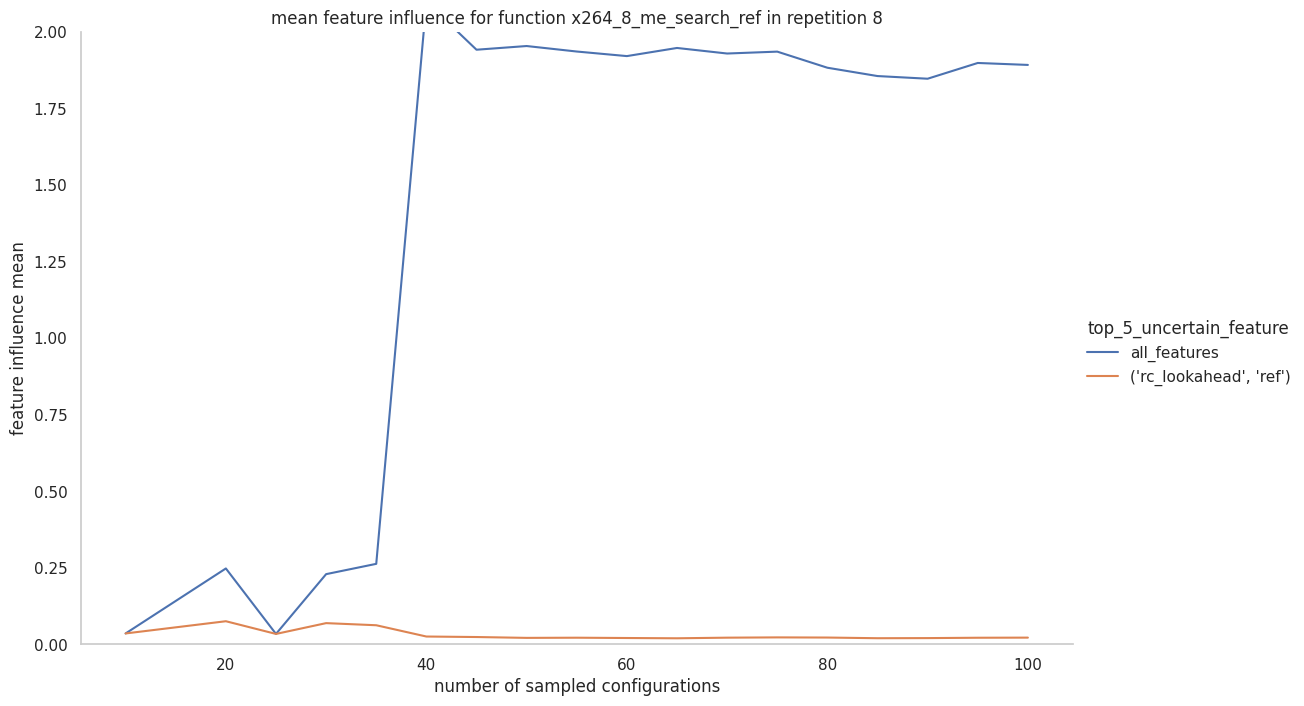 mean feature influence for function x264_8_me_search_ref in repetition 8
2.00
1.75
1.50
1.25
1.00
0.75
0.50
0.25
0.00
feature influence mean
20
40
60
80
100
number of sampled configurations
top_5_uncertain_feature
all_features
('rc_lookahead', 'ref')